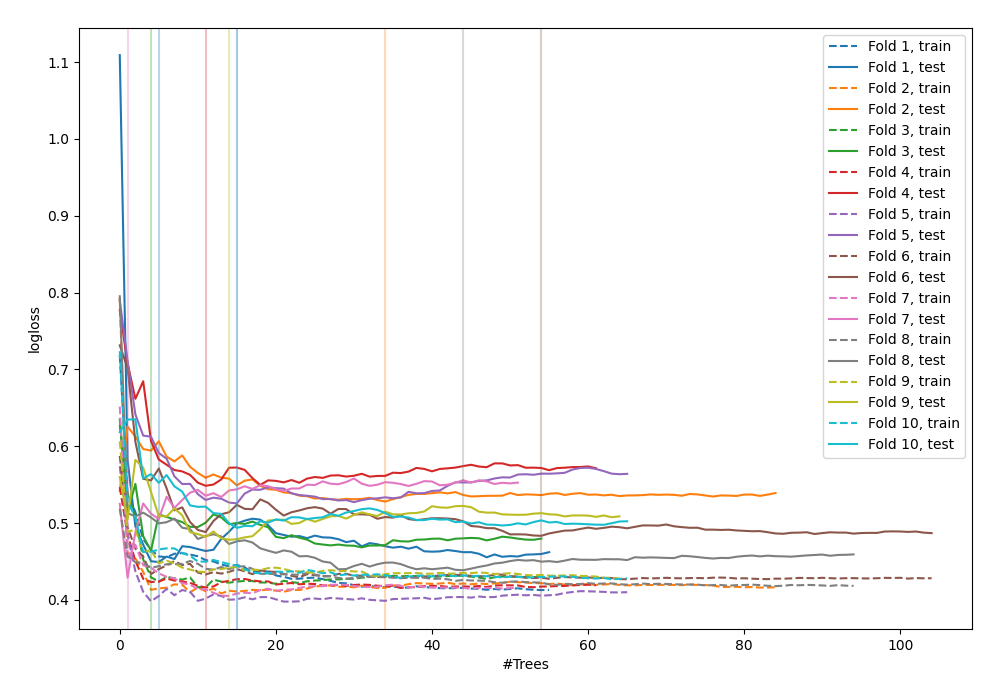 1.1
1.0
0.9
0.8
0.7
0.6
0.5
0.4
logloss
0
20
40
60
80
100
#Trees
Fold 1, train
Fold 1, test
Fold 2, train
Fold 2, test
Fold 3, train
Fold 3, test
Fold 4, train
Fold 4, test
Fold 5, train
Fold 5, test
Fold 6, train
Fold 6, test
Fold 7, train
Fold 7, test
Fold 8, train
Fold 8, test
Fold 9, train
Fold 9, test
Fold 10, train
Fold 10, test